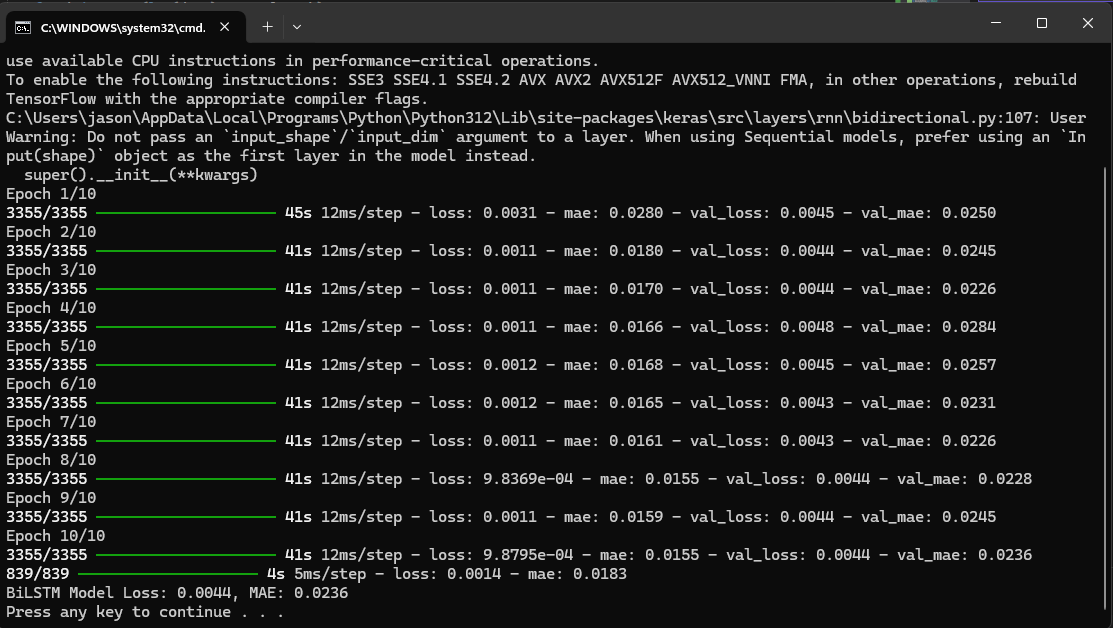 C:\WINDOWS\system32\cmd.
use available CPU instructions in performance-critical operations.
To enable the following instructions: SSE3 SSE4.1 SSE4.2 AVX AVX2 AVX512F AVX512_VNNI FMA, in other operations, rebuild
TensorFlow with the appropriate compiler flags.
C:\Users\jason\AppData\Local\Programs\Python\Python312\Lib\site-packages\keras\src\layers\rnn\bidirectional.py:107: User
Warning: Do not pass an `input_shape`/`input_dim` argument to a layer. When using Sequential models, prefer using an `In
put(shape)` object as the first layer in the model instead.
  super().__init__(**kwargs)
Epoch 1/10
3355/3355 45s 12ms/step - loss: 0.0031 - mae: 0.0280 - val_loss: 0.0045 - val_mae: 0.0250
Epoch 2/10
3355/3355 41s 12ms/step - loss: 0.0011 - mae: 0.0180 - val_loss: 0.0044 - val_mae: 0.0245
Epoch 3/10
3355/3355 41s 12ms/step - loss: 0.0011 - mae: 0.0170 - val_loss: 0.0044 - val_mae: 0.0226
Epoch 4/10
3355/3355 41s 12ms/step - loss: 0.0011 - mae: 0.0166 - val_loss: 0.0048 - val_mae: 0.0284
Epoch 5/10
3355/3355 41s 12ms/step - loss: 0.0012 - mae: 0.0168 - val_loss: 0.0045 - val_mae: 0.0257
Epoch 6/10
3355/3355 41s 12ms/step - loss: 0.0012 - mae: 0.0165 - val_loss: 0.0043 - val_mae: 0.0231
Epoch 7/10
3355/3355 41s 12ms/step - loss: 0.0011 - mae: 0.0161 - val_loss: 0.0043 - val_mae: 0.0226
Epoch 8/10
3355/3355 41s 12ms/step - loss: 9.8369e-04 - mae: 0.0155 - val_loss: 0.0044 - val_mae: 0.0228
Epoch 9/10
3355/3355 41s 12ms/step - loss: 0.0011 - mae: 0.0159 - val_loss: 0.0044 - val_mae: 0.0245
Epoch 10/10
3355/3355 41s 12ms/step - loss: 9.8795e-04 - mae: 0.0155 - val_loss: 0.0044 - val_mae: 0.0236
839/839 4s 5ms/step - loss: 0.0014 - mae: 0.0183
BiLSTM Model Loss: 0.0044, MAE: 0.0236
Press any key to continue . . .